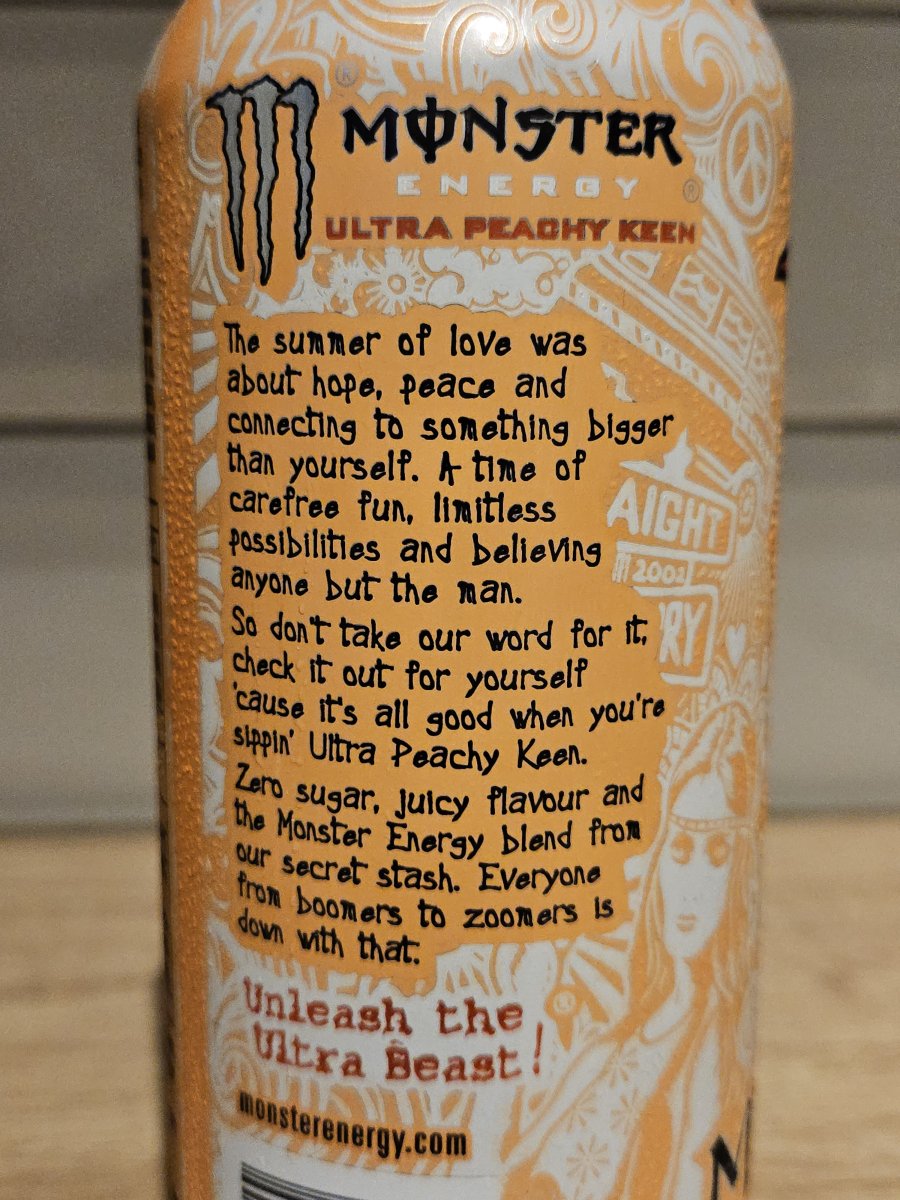 MONSTER
ENERGY
ULTRA PEACHY KEEN
The summer of love was
about hope, peace and
connecting to something bigger
than yourself. A time of
carefree fun, limitless
possibilities and believing
anyone but the man.
So don't take our word for it,
check it out for yourself
'cause it's all good when you're
sippin' Ultra Peachy Keen.
Zero sugar, juicy flavour and
the Monster Energy blend from
our secret stash. Everyone
from boomers to zoomers is
down with that.
AIGHT
2002
RY
Unleash the
Ultra Beast!
monsterenergy.com